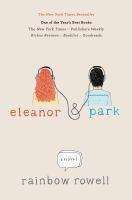 The New York Times Bestseller
One of the Year's Best Books
The New York Times · Publishers Weekly
Kirkus Reviews · Booklist · Goodreads
eleanor & park
a novel
rainbow rowell